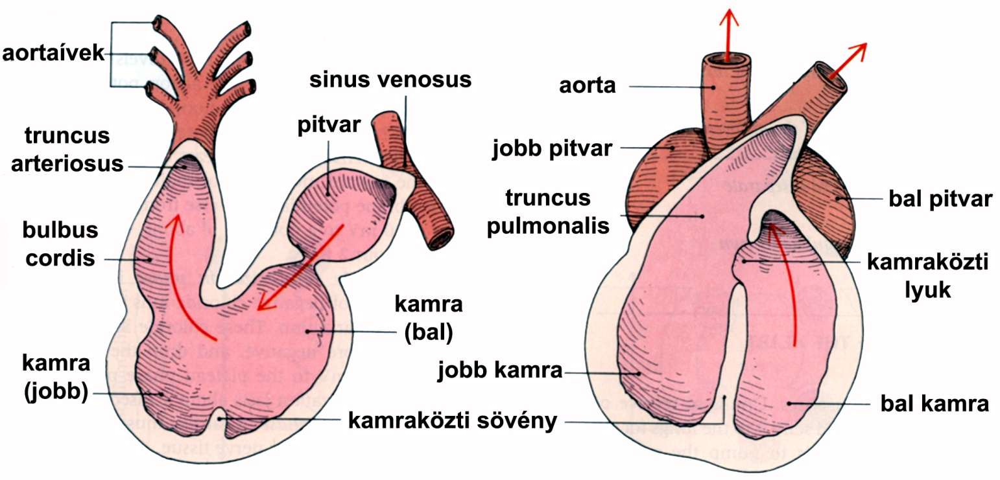 aortaívek
sinus venosus
pitvar
truncus
arteriosus
bulbus
cordis
kamra
(bal)
kamra
(jobb)
kamraközti sövény
aorta
jobb pitvar
truncus
pulmonalis
bal pitvar
kamraközti
lyuk
jobb kamra
bal kamra